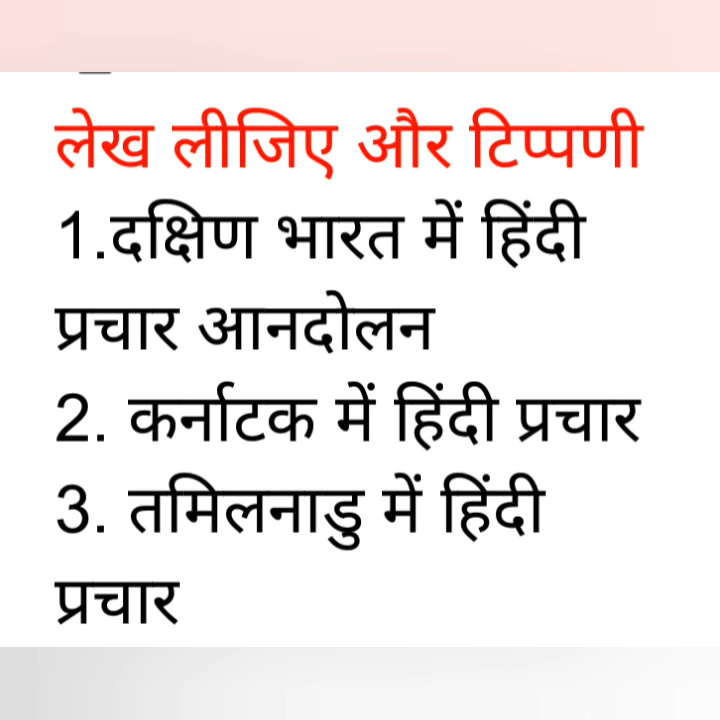 लेख लीजिए और टिप्पणी
1.दक्षिण भारत में हिंदी
प्रचार आनदोलन
2. कर्नाटक में हिंदी प्रचार
3. तमिलनाडु में हिंदी
प्रचार